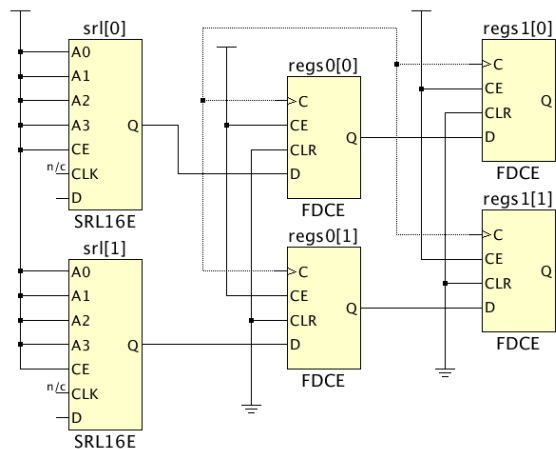 srl[0]
A0
A1
A2
A3
Q
CE
n/c
CLK
D
SRL16E
srl[1]
A0
A1
A2
A3
Q
CE
n/c
CLK
D
SRL16E
regs0[0]
C
CE
CLR
Q
D
FDCE
regs0[1]
C
CE
CLR
Q
D
FDCE
regs1[0]
C
CE
Q
CLR
D
FDCE
regs1[1]
C
CE
Q
CLR
D
FDCE